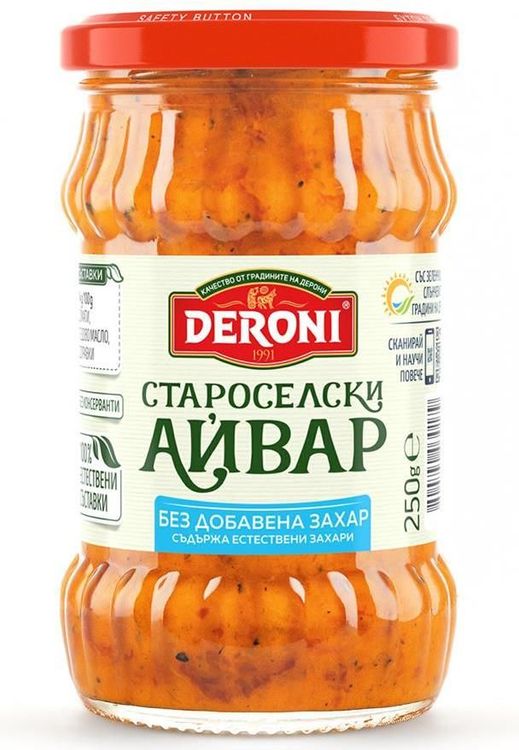 SAFETY BUTTON
КАЧЕСТВО ОТ ГРАДИНИТЕ НА ДЕРОНИ
DERONI®
1991
СТАРОСЕЛСКИ
АЙВАР
БЕЗ ДОБАВЕНА ЗАХАР
СЪДЪРЖА ЕСТЕСТВЕНИ ЗАХАРИ
100%
СКАНИРАЙ
И НАУЧИ
ПОВЕЧЕ
250g e